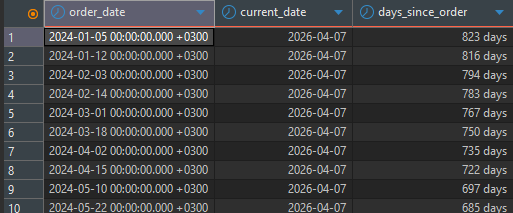 order_date current_date days_since_order
1 2024-01-05 00:00:00.000 +0300 2026-04-07 823 days
2 2024-01-12 00:00:00.000 +0300 2026-04-07 816 days
3 2024-02-03 00:00:00.000 +0300 2026-04-07 794 days
4 2024-02-14 00:00:00.000 +0300 2026-04-07 783 days
5 2024-03-01 00:00:00.000 +0300 2026-04-07 767 days
6 2024-03-18 00:00:00.000 +0300 2026-04-07 750 days
7 2024-04-02 00:00:00.000 +0300 2026-04-07 735 days
8 2024-04-15 00:00:00.000 +0300 2026-04-07 722 days
9 2024-05-10 00:00:00.000 +0300 2026-04-07 697 days
10 2024-05-22 00:00:00.000 +0300 2026-04-07 685 days